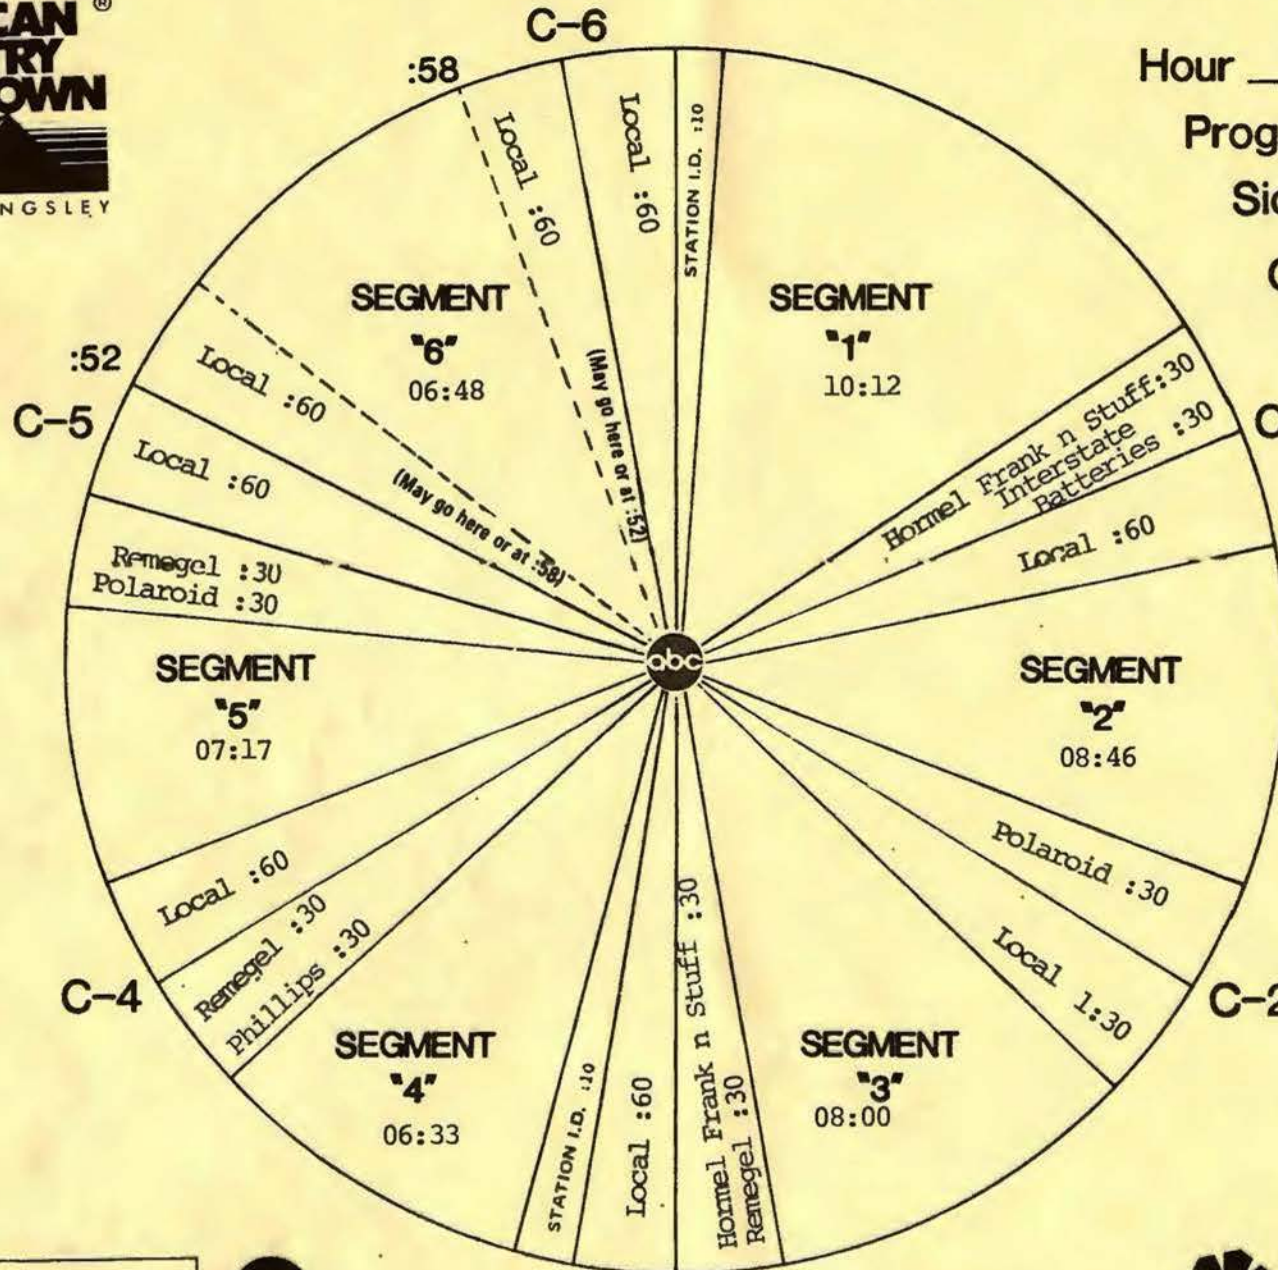 ®
CAN
TRY
OWN
NGSLEY
C-6
:58
Hour
Prog
Local :60
Local :60
STATION I.D. :10
(May go here or at :52)
SEGMENT
"1"
10:12
Hormel Frank n Stuff:30
Interstate
Batteries :30
Local :60
SEGMENT
"2"
08:46
Polaroid :30
Local 1:30
C-2
SEGMENT
"3"
08:00
Hormel Frank n Stuff :30
Remegel :30
Local :60
STATION I.D. :10
SEGMENT
"4"
06:33
Phillips :30
Remegel :30
C-4
Local :60
SEGMENT
"5"
07:17
Remegel :30
Polaroid :30
Local :60
C-5
:52
Local :60
(May go here or at :58)
SEGMENT
"6"
06:48
abc